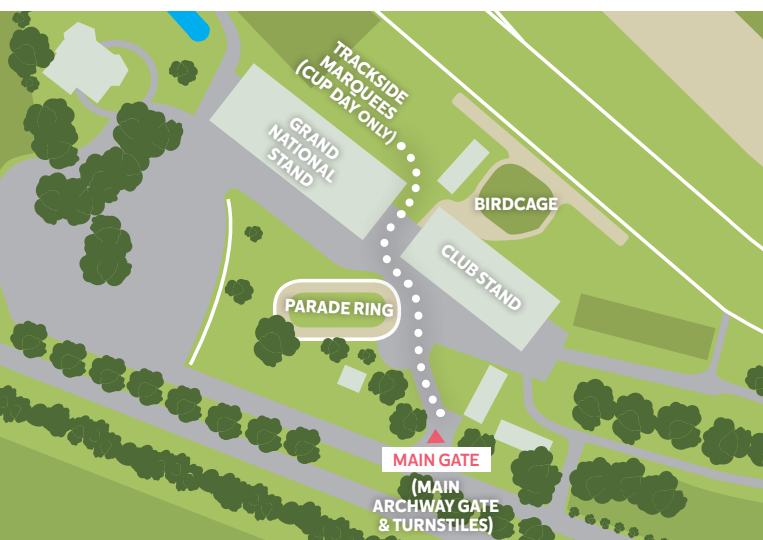 TRACKSIDE
MARQUEES
(CUP DAY ONLY)
GRAND
NATIONAL
STAND
BIRDCAGE
CLUB STAND
PARADE RING
MAIN GATE
(MAIN
ARCHWAY GATE
& TURNSTILES)